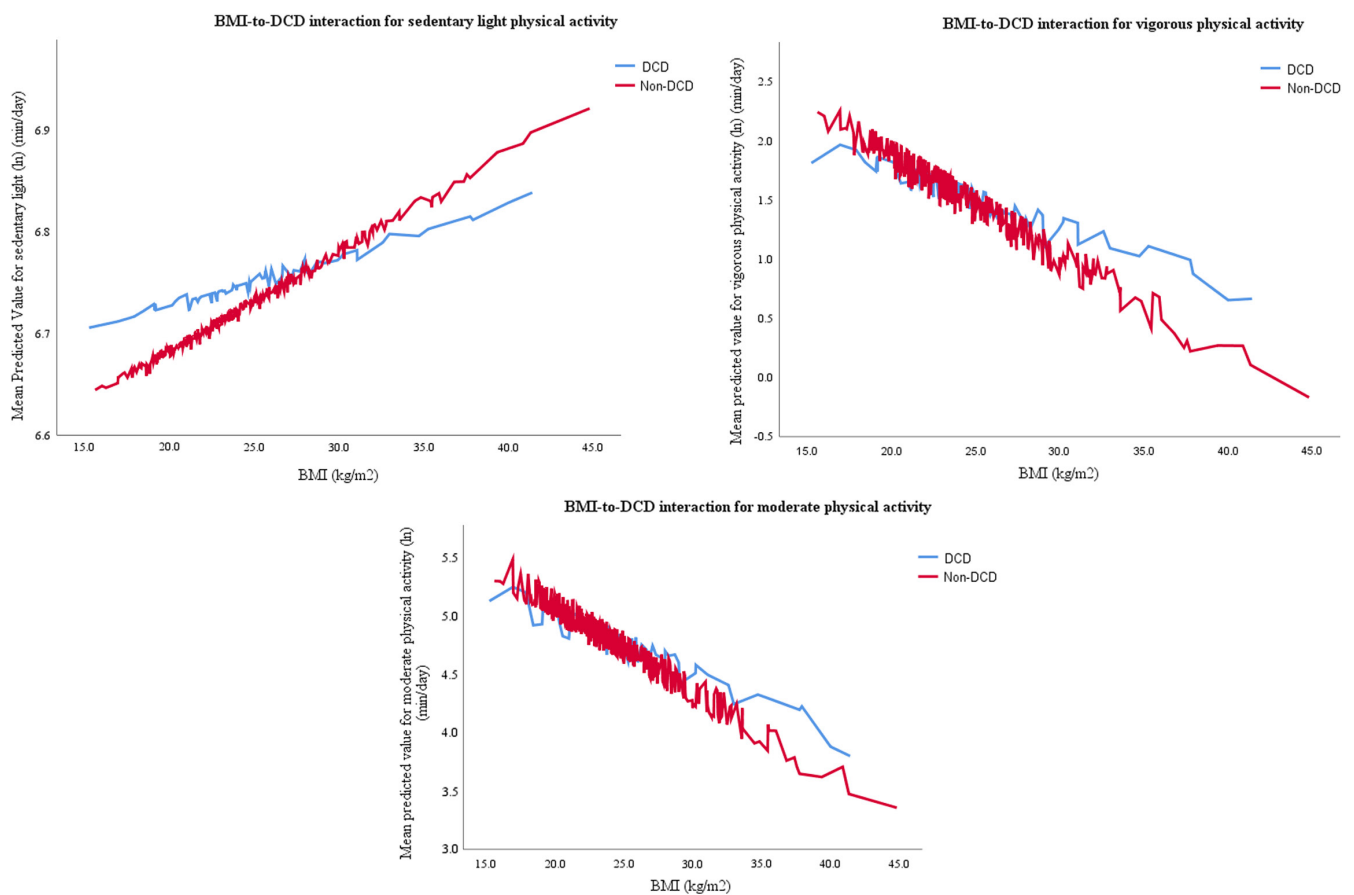 BMI-to-DCD interaction for sedentary light physical activity
Mean Predicted Value for sedentary light (ln) (min/day)
6.9
6.8
6.7
6.6
DCD
Non-DCD
15.0 20.0 25.0 30.0 35.0 40.0 45.0
BMI (kg/m2)
BMI-to-DCD interaction for vigorous physical activity
Mean predicted value for vigorous physical activity (ln) (min/day)
2.5
2.0
1.5
1.0
0.5
0.0
-0.5
DCD
Non-DCD
15.0 20.0 25.0 30.0 35.0 40.0 45.0
BMI (kg/m2)
BMI-to-DCD interaction for moderate physical activity
Mean predicted value for moderate physical activity (ln)
(min/day)
5.5
5.0
4.5
4.0
3.5
3.0
DCD
Non-DCD
15.0 20.0 25.0 30.0 35.0 40.0 45.0
BMI (kg/m2)